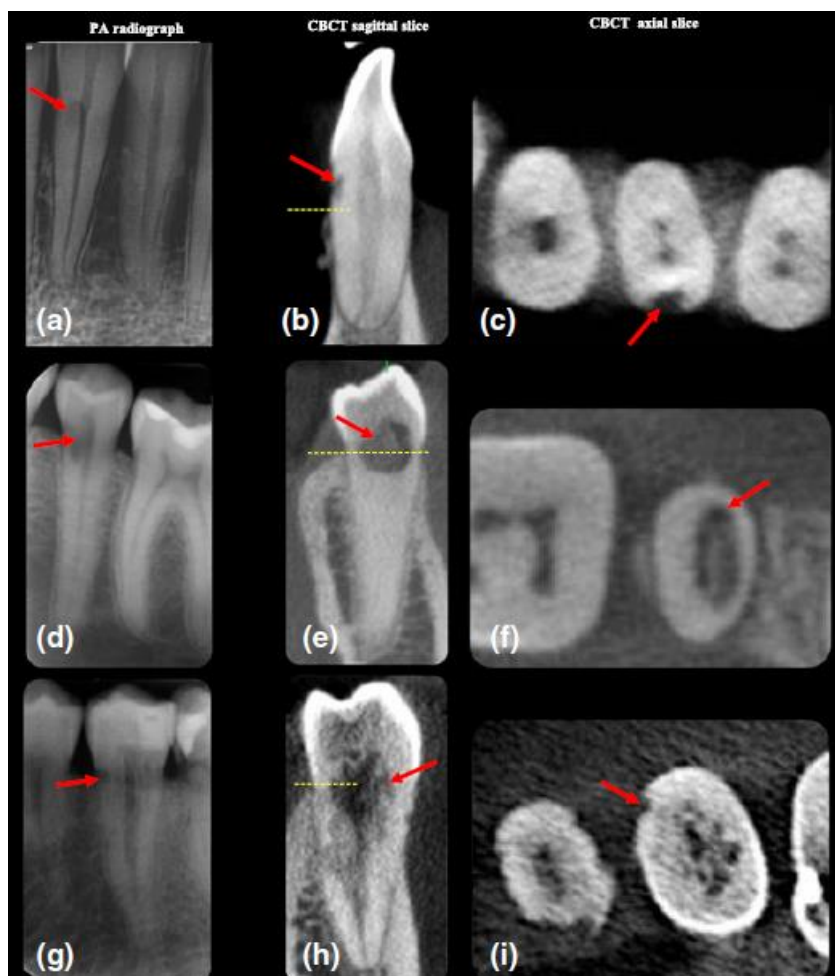 PA radiograph
CBCT sagittal slice
CBCT axial slice
(a)
(b)
(c)
(d)
(e)
(f)
(g)
(h)
(i)